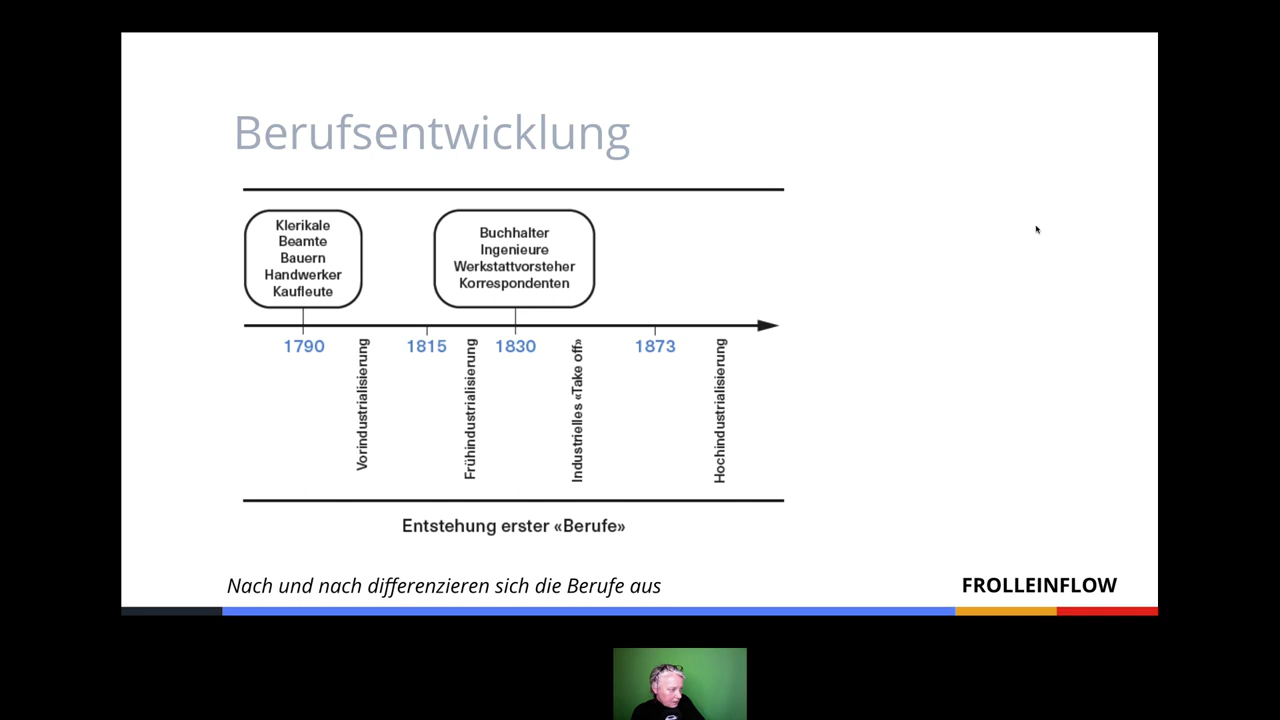 Berufsentwicklung
Klerikale
Beamte
Bauern
Handwerker
Kaufleute
Buchhalter
Ingenieure
Werkstattvorsteher
Korrespondenten
1790
1815
1830
1873
Vorindustrialisierung
Frühindustrialisierung
Industrielles «Take off»
Hochindustrialisierung
Entstehung erster «Berufe»
Nach und nach differenzieren sich die Berufe aus
FROLLEINFLOW